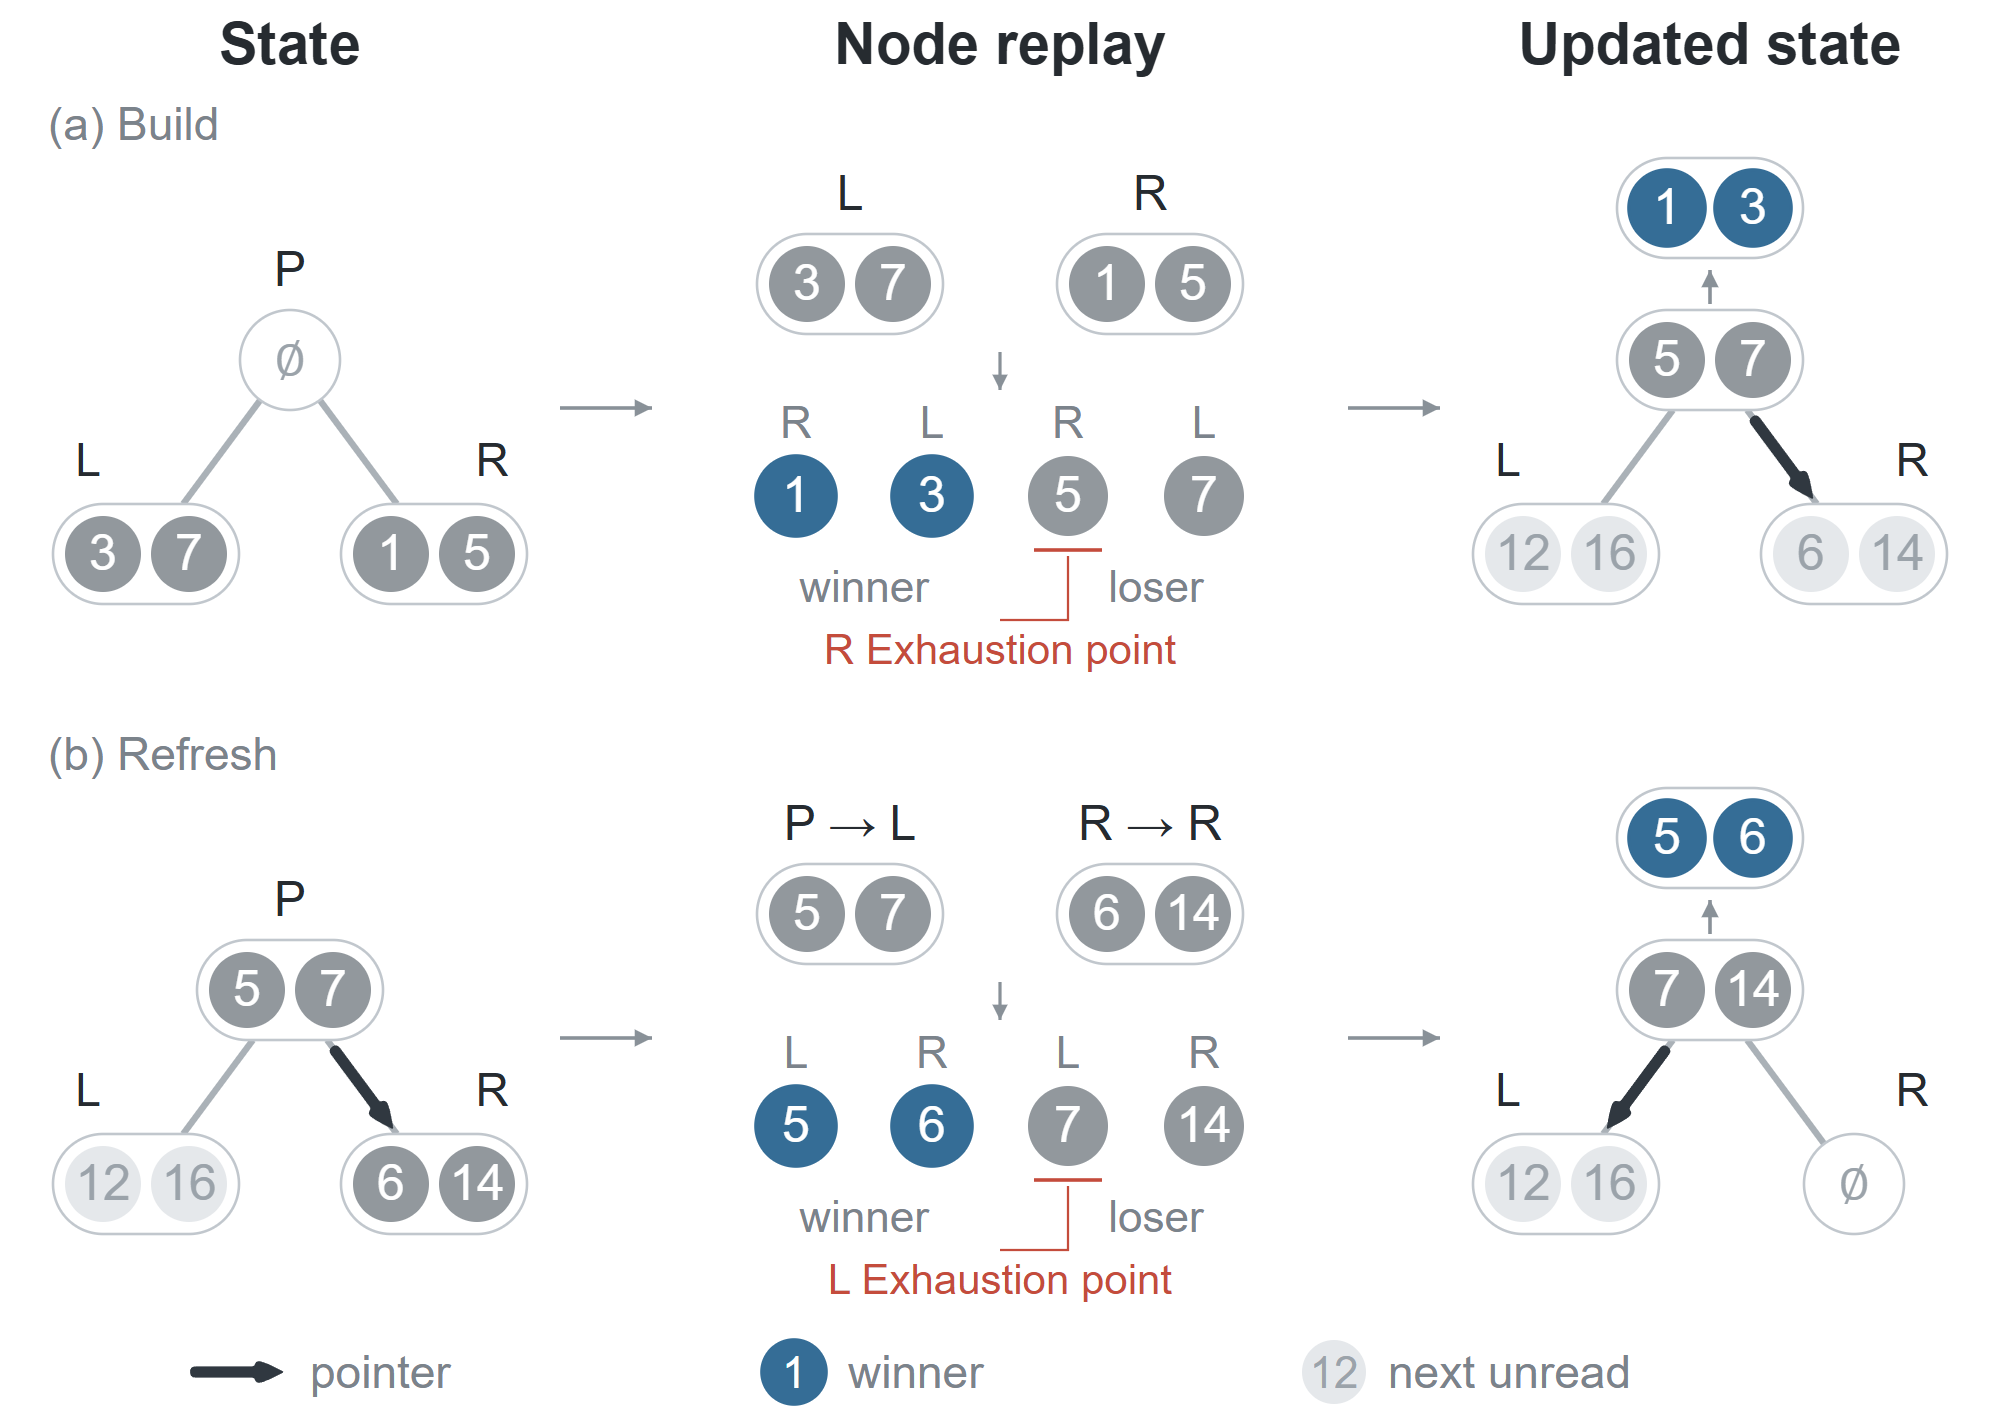 State Node replay Updated state
(a) Build
P
∅
L R
3 7 1 5
L R
3 7 1 5
R L R L
1 3 5 7
winner loser
R Exhaustion point
1 3
5 7
L R
12 16 6 14
(b) Refresh
P
5 7
L R
12 16 6 14
P → L R → R
5 7 6 14
L R L R
5 6 7 14
winner loser
L Exhaustion point
5 6
7 14
L R
12 16 ∅
pointer 1 winner 12 next unread